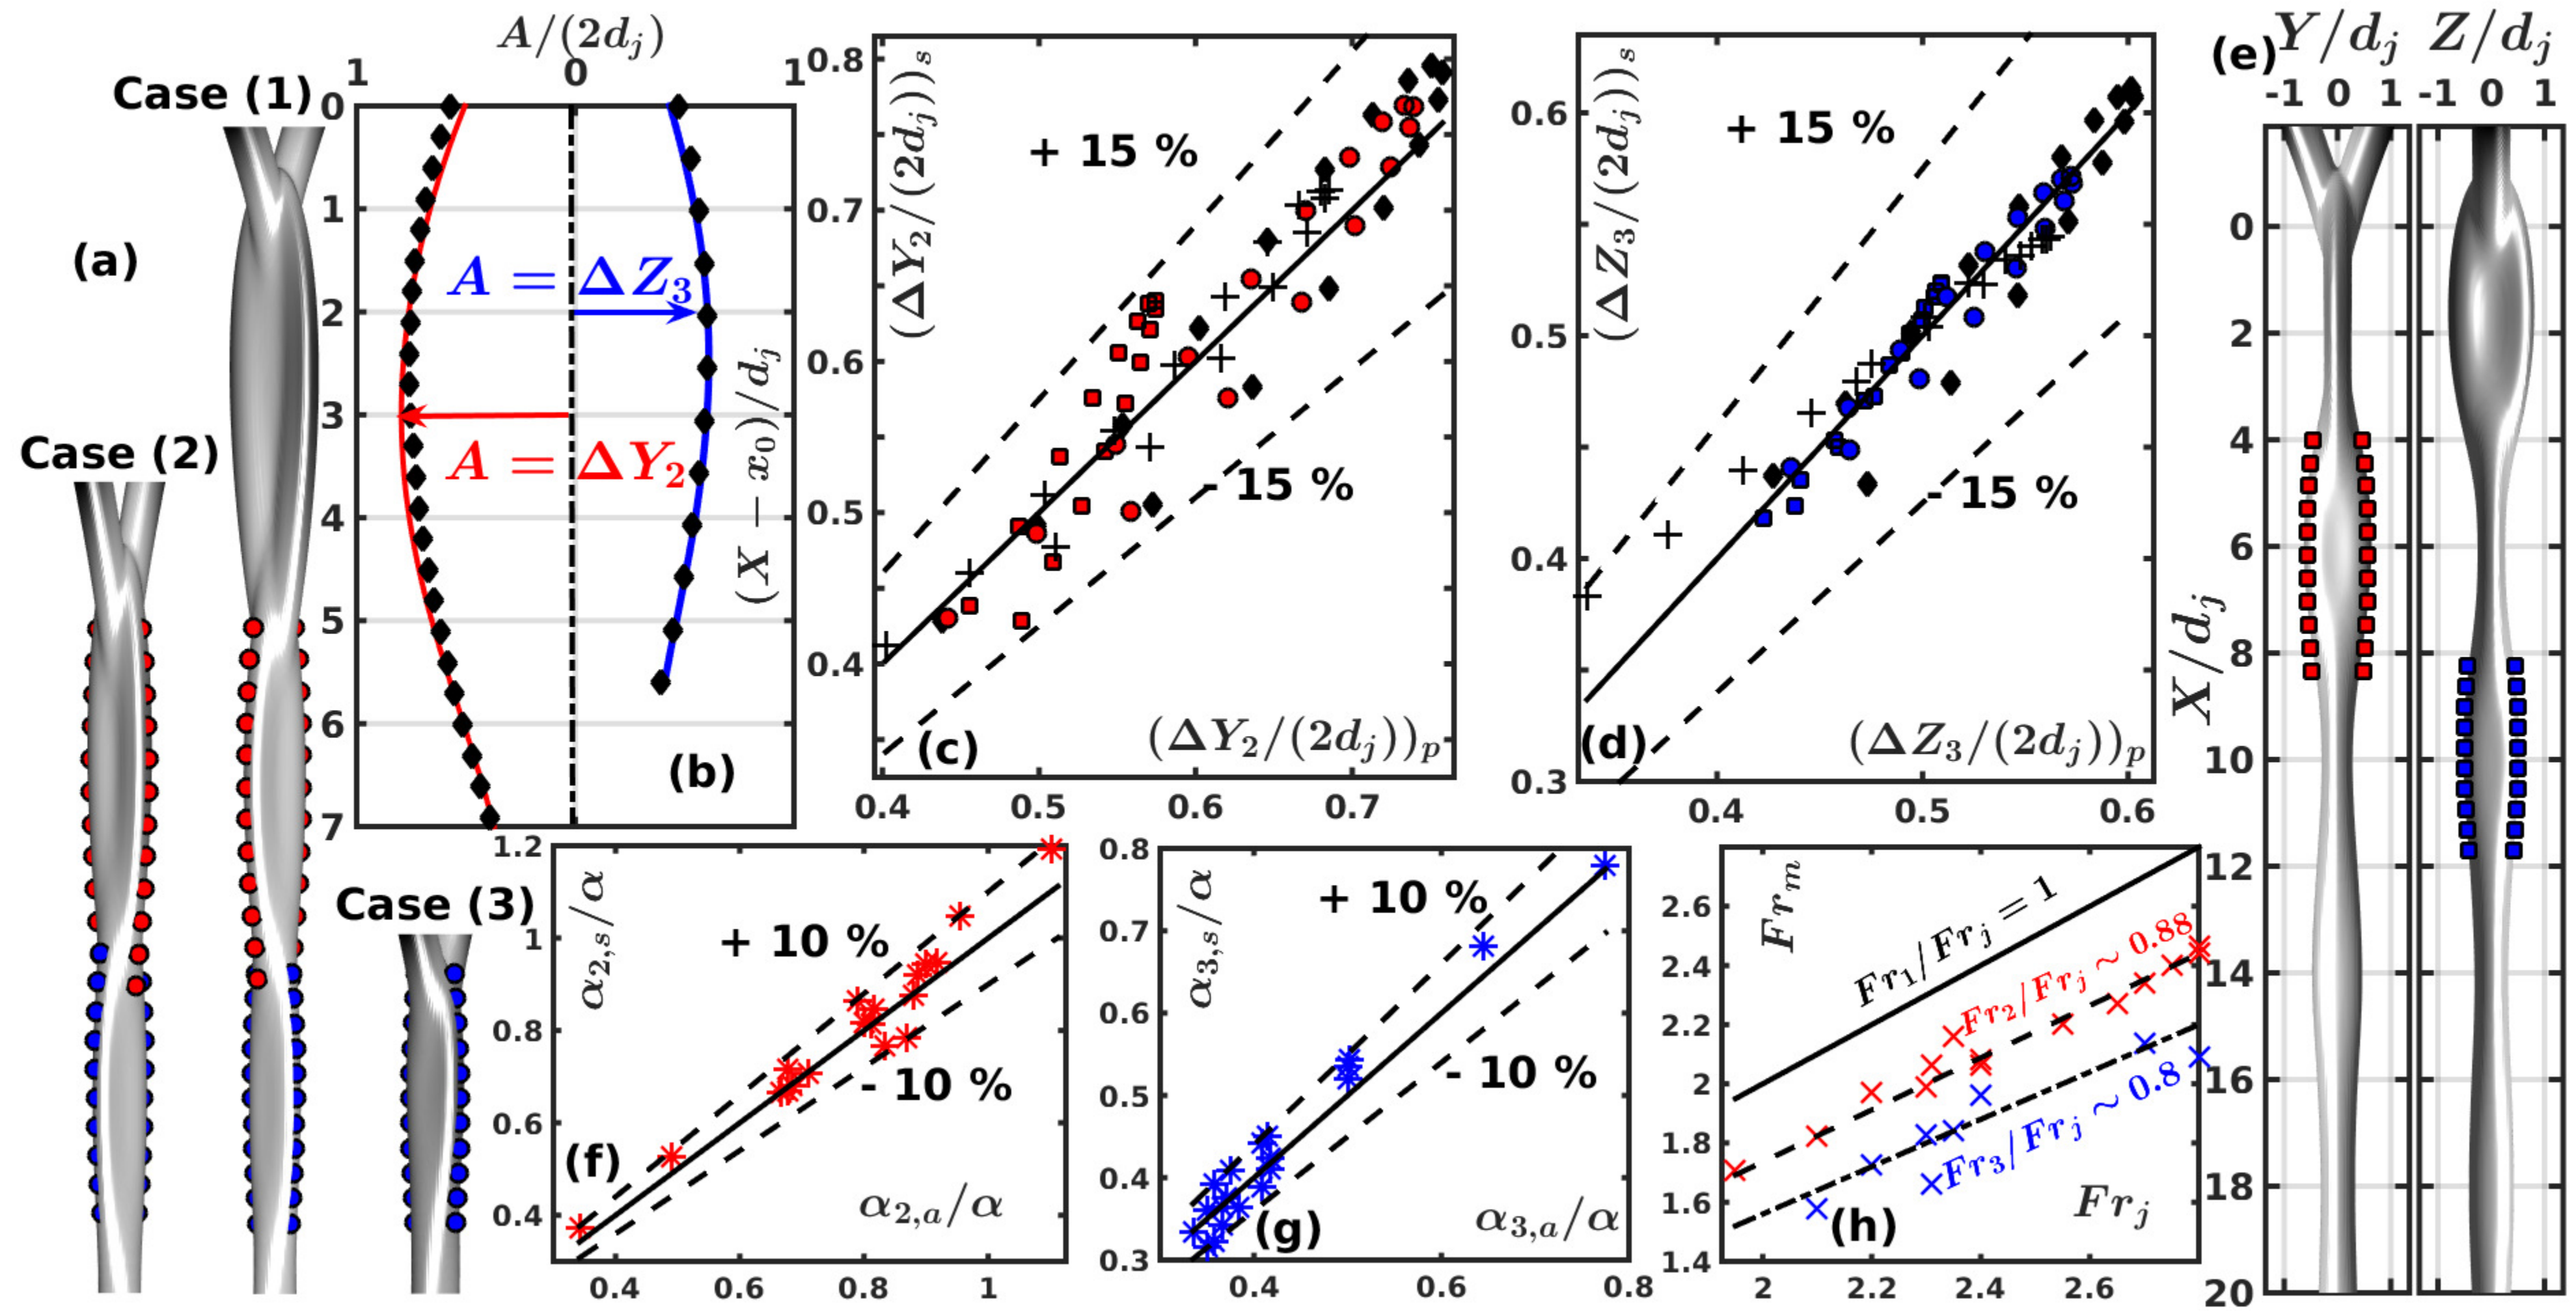 Case (1)
(a)
Case (2)
Case (3)
A/(2d_j)
1 0 1
0
1
2
3
4
5
6
7
A = ΔZ_3
A = ΔY_2
(X − x_0)/d_j
(b)
0.8
0.7
0.6
0.5
0.4
(ΔY_2/(2d_j))_s
+ 15 %
- 15 %
(c)
(ΔY_2/(2d_j))_p
0.4 0.5 0.6 0.7
0.6
0.5
0.4
0.3
(ΔZ_3/(2d_j))_s
+ 15 %
- 15 %
(d)
(ΔZ_3/(2d_j))_p
0.4 0.5 0.6
(e)
Y/d_j Z/d_j
-1 0 1 -1 0 1
X/d_j
0
2
4
6
8
10
12
14
16
18
20
1.2
1
0.8
0.6
0.4
α_{2,s}/α
+ 10 %
- 10 %
(f)
α_{2,a}/α
0.4 0.6 0.8 1
0.8
0.7
0.6
0.5
0.4
0.3
α_{3,s}/α
+ 10 %
- 10 %
(g)
α_{3,a}/α
0.4 0.6 0.8
2.6
2.4
2.2
2
1.8
1.6
1.4
Fr_m
Fr_1/Fr_j = 1
Fr_2/Fr_j ∼ 0.88
Fr_3/Fr_j ∼ 0.8
(h)
Fr_j
2 2.2 2.4 2.6